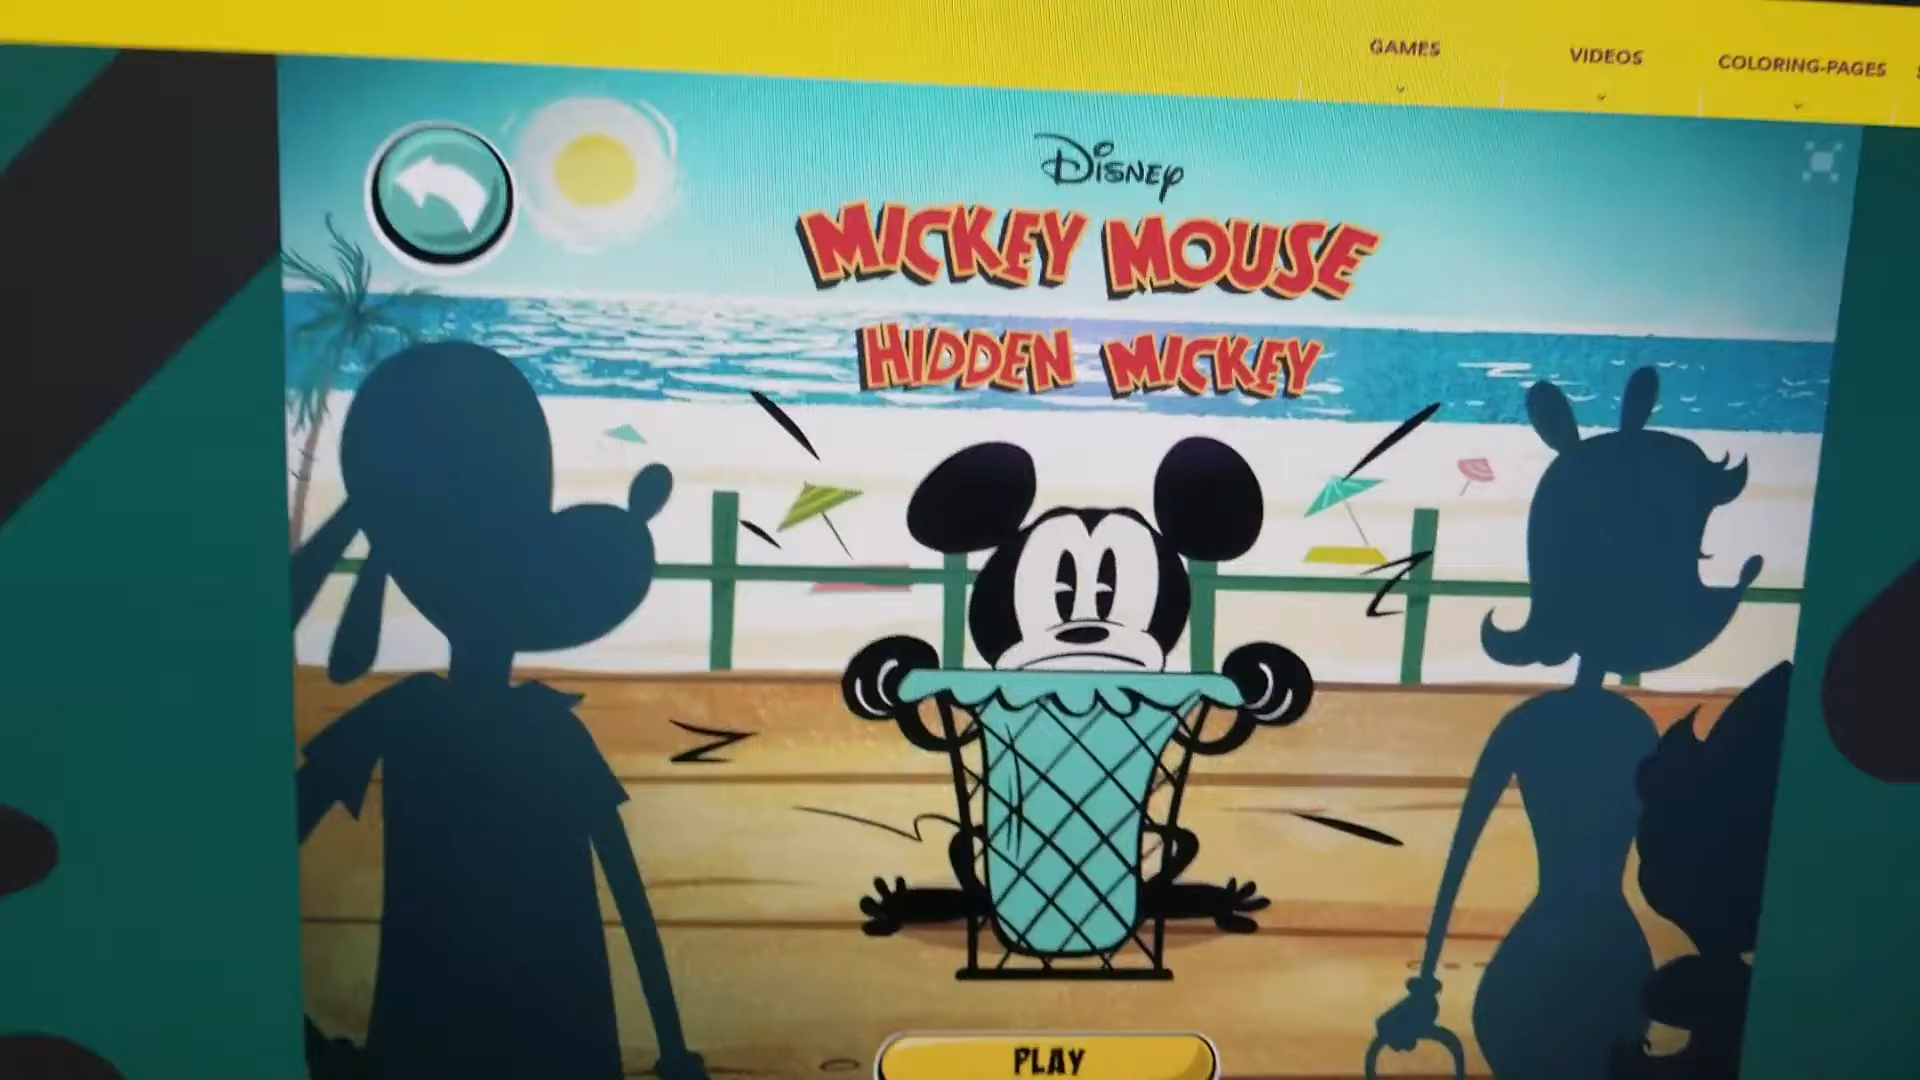 GAMES
VIDEOS
COLORING-PAGES
DISNEY
MICKEY MOUSE
HIDDEN MICKEY
PLAY